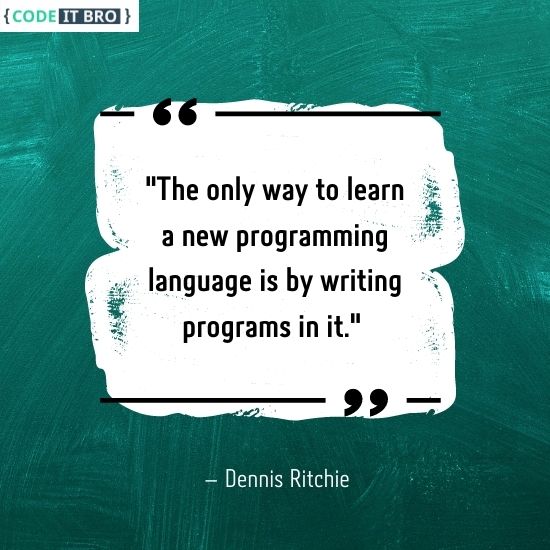 {CODE IT BRO}
"The only way to learn
a new programming
language is by writing
programs in it."
– Dennis Ritchie